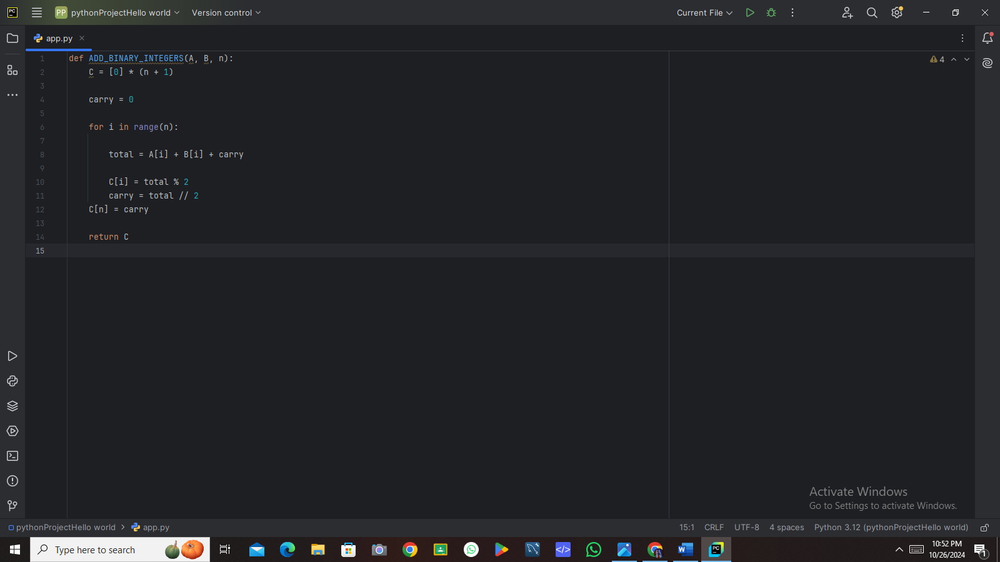 PC PP pythonProjectHello world Version control Current File
app.py
4
1 def ADD_BINARY_INTEGERS(A, B, n):
2 C = [0] * (n + 1)
3
4 carry = 0
5
6 for i in range(n):
7
8 total = A[i] + B[i] + carry
9
10 C[i] = total % 2
11 carry = total // 2
12 C[n] = carry
13
14 return C
15
Activate Windows
Go to Settings to activate Windows.
pythonProjectHello world > app.py 15:1 CRLF UTF-8 4 spaces Python 3.12 (pythonProjectHello world)
Type here to search
W
PC
10:52 PM
10/26/2024
1